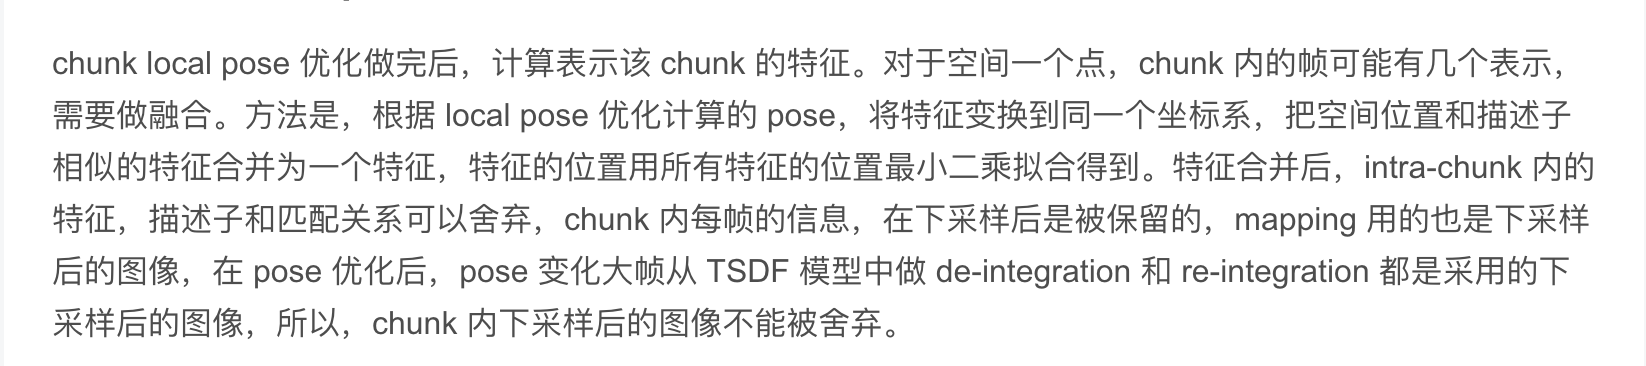 chunk local pose 优化做完后，计算表示该 chunk 的特征。对于空间一个点，chunk 内的帧可能有几个表示，
需要做融合。方法是，根据 local pose 优化计算的 pose，将特征变换到同一个坐标系，把空间位置和描述子
相似的特征合并为一个特征，特征的位置用所有特征的位置最小二乘拟合得到。特征合并后，intra-chunk 内的
特征，描述子和匹配关系可以舍弃，chunk 内每帧的信息，在下采样后是被保留的，mapping 用的也是下采样
后的图像，在 pose 优化后，pose 变化大帧从 TSDF 模型中做 de-integration 和 re-integration 都是采用的下
采样后的图像，所以，chunk 内下采样后的图像不能被舍弃。